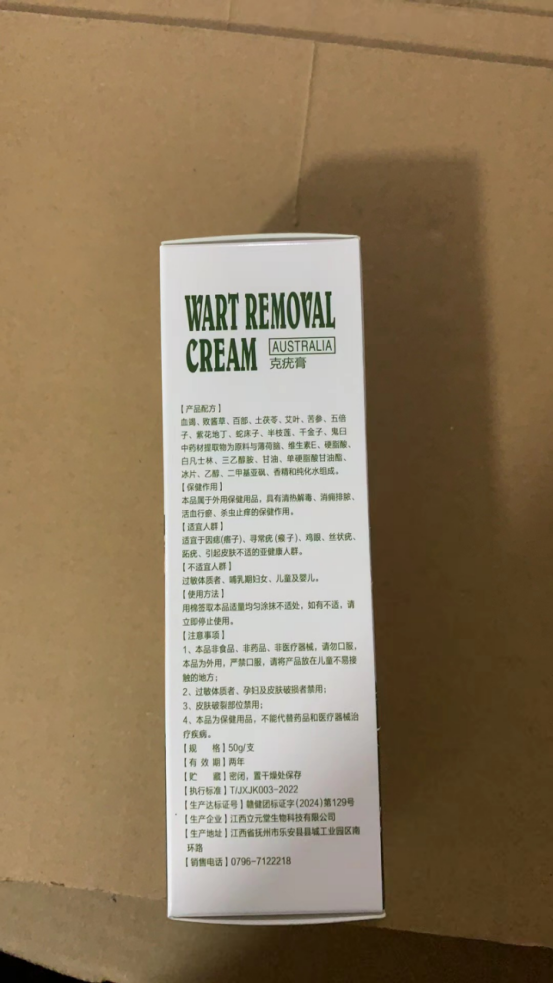 WART REMOVAL
CREAM AUSTRALIA
克疣膏
【产品配方】
血竭、败酱草、百部、土茯苓、艾叶、苦参、五倍
子、紫花地丁、蛇床子、半枝莲、千金子、鬼臼
中药材提取物为原料与薄荷脑、维生素E、硬脂酸、
白凡士林、三乙醇胺、甘油、单硬脂酸甘油酯、
冰片、乙醇、二甲基亚砜、香精和纯化水组成。
【保健作用】
本品属于外用保健用品，具有清热解毒、消痈排脓、
活血行瘀、杀虫止痒的保健作用。
【适宜人群】
适宜于因痣(瘊子)、寻常疣(瘊子)、鸡眼、丝状疣、
跖疣、引起皮肤不适的亚健康人群。
【不适宜人群】
过敏体质者、哺乳期妇女、儿童及婴儿。
【使用方法】
用棉签取本品适量均匀涂抹不适处，如有不适，请
立即停止使用。
【注意事项】
1、本品非食品、非药品、非医疗器械，请勿口服，
本品为外用，严禁口服，请将产品放在儿童不易接
触的地方；
2、过敏体质者、孕妇及皮肤破损者禁用；
3、皮肤破裂部位禁用；
4、本品为保健用品，不能代替药品和医疗器械治
疗疾病。
【规 格】50g/支
【有 效 期】两年
【贮 藏】密闭，置干燥处保存
【执行标准】T/JXJK003-2022
【生产达标证号】赣健团标证字(2024)第129号
【生产企业】江西立元堂生物科技有限公司
【生产地址】江西省抚州市乐安县县城工业园区南
环路
【销售电话】0796-7122218